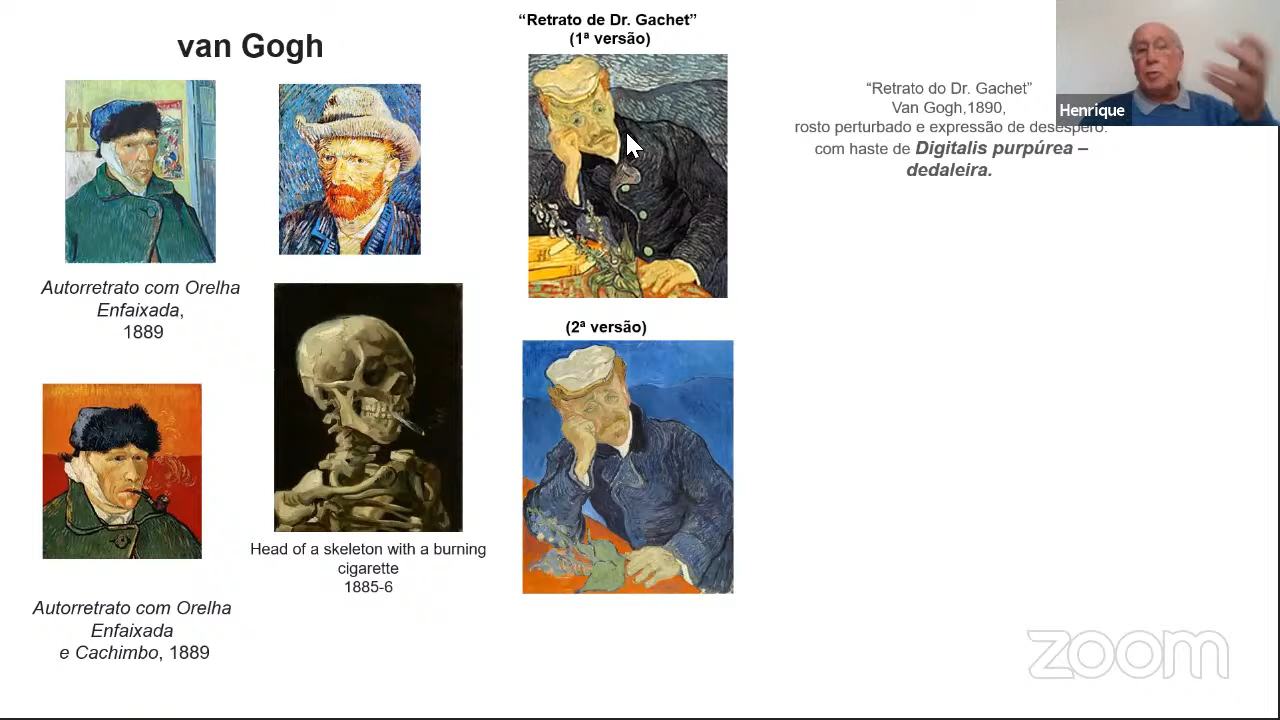 van Gogh
Autorretrato com Orelha
Enfaixada,
1889
Autorretrato com Orelha
Enfaixada
e Cachimbo, 1889
Head of a skeleton with a burning
cigarette
1885-6
“Retrato de Dr. Gachet”
(1ª versão)
(2ª versão)
“Retrato do Dr. Gachet”
Van Gogh,1890,
rosto perturbado e expressão de desespero.
com haste de Digitalis purpúrea –
dedaleira.
Henrique
zoom